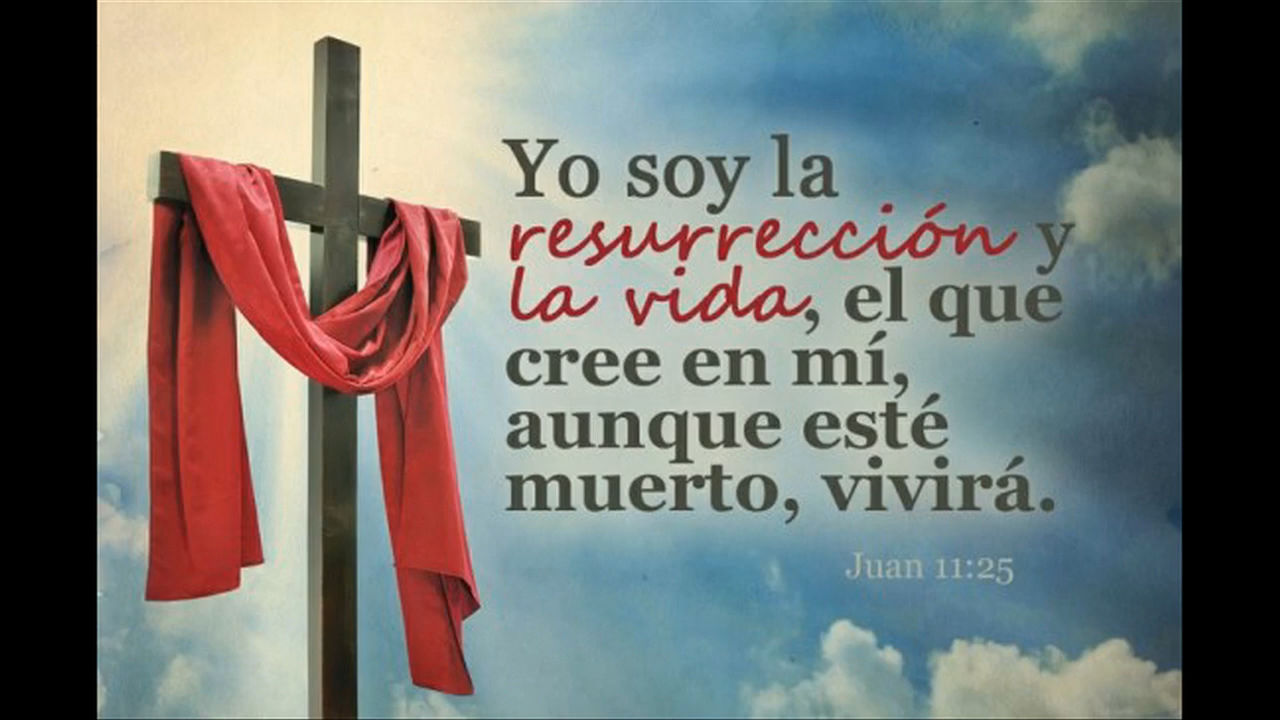 Yo soy la
resurrección y
la vida, el que
cree en mí,
aunque esté
muerto, vivirá.
Juan 11:25